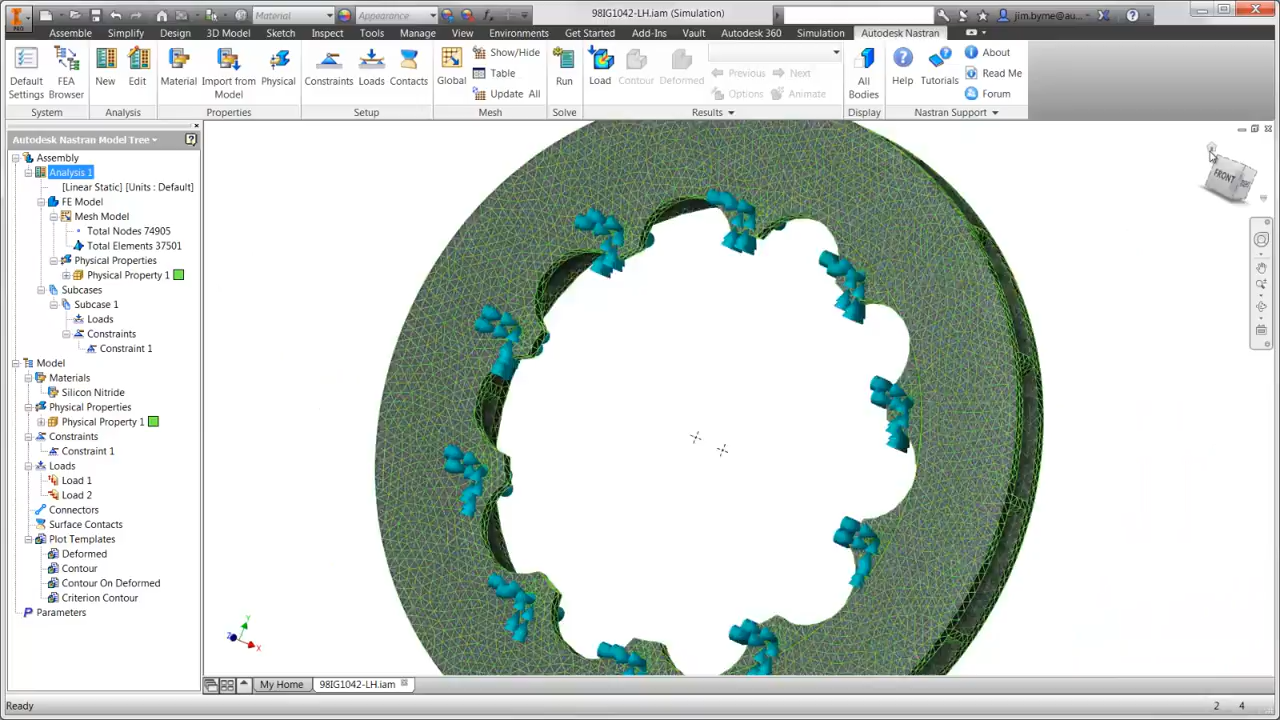 PRO
Material
Appearance
98IG1042-LH.iam (Simulation)
jim.byrne@au...
Assemble Simplify Design 3D Model Sketch Inspect Tools Manage View Environments Get Started Add-Ins Vault Autodesk 360 Simulation Autodesk Nastran
Default Settings
FEA Browser
New
Edit
Material
Import from Model
Physical
Constraints
Loads
Contacts
Global
Show/Hide
Table
Update All
Run
Load
Contour
Deformed
Previous
Next
Options
Animate
All Bodies
Help
Tutorials
About
Read Me
Forum
System Analysis Properties Setup Mesh Solve Results Display Nastran Support
Autodesk Nastran Model Tree
Assembly
Analysis 1
[Linear Static] [Units : Default]
FE Model
Mesh Model
Total Nodes 74905
Total Elements 37501
Physical Properties
Physical Property 1
Subcases
Subcase 1
Loads
Constraints
Constraint 1
Model
Materials
Silicon Nitride
Physical Properties
Physical Property 1
Constraints
Constraint 1
Loads
Load 1
Load 2
Connectors
Surface Contacts
Plot Templates
Deformed
Contour
Contour On Deformed
Criterion Contour
Parameters
FRONT
Y
Z
X
My Home
98IG1042-LH.iam
Ready
2 4